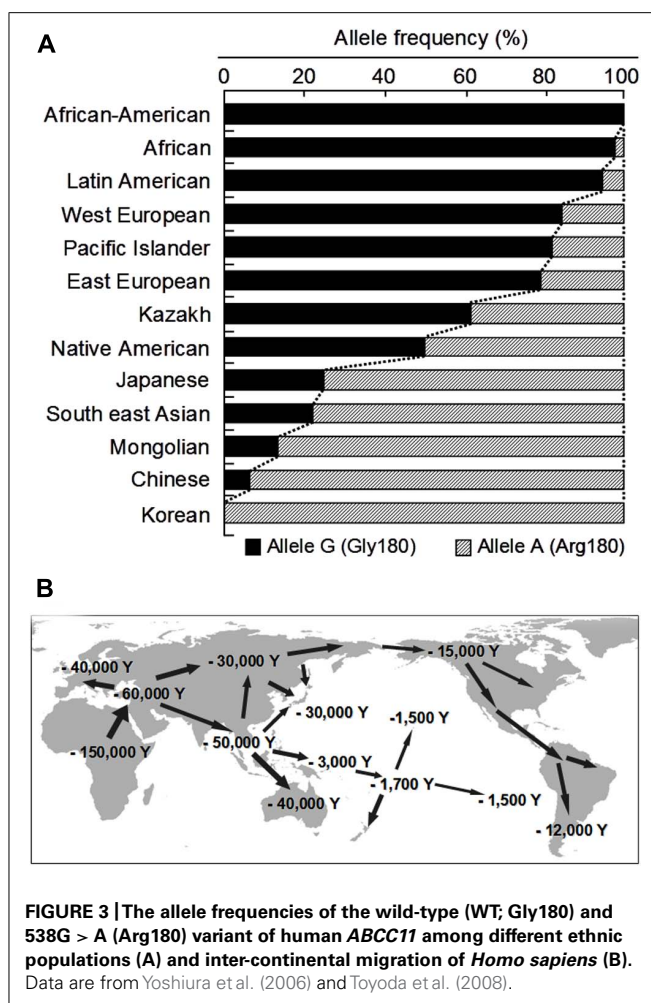 A
Allele frequency (%)
0 20 40 60 80 100
African-American
African
Latin American
West European
Pacific Islander
East European
Kazakh
Native American
Japanese
South east Asian
Mongolian
Chinese
Korean
Allele G (Gly180) Allele A (Arg180)
B
- 40,000 Y
- 60,000 Y
- 150,000 Y
- 30,000 Y
- 50,000 Y
- 40,000 Y
- 30,000 Y
- 3,000 Y
-1,500 Y
- 1,700 Y
- 1,500 Y
- 15,000 Y
- 12,000 Y
FIGURE 3 | The allele frequencies of the wild-type (WT; Gly180) and
538G > A (Arg180) variant of human ABCC11 among different ethnic
populations (A) and inter-continental migration of Homo sapiens (B).
Data are from Yoshiura et al. (2006) and Toyoda et al. (2008).